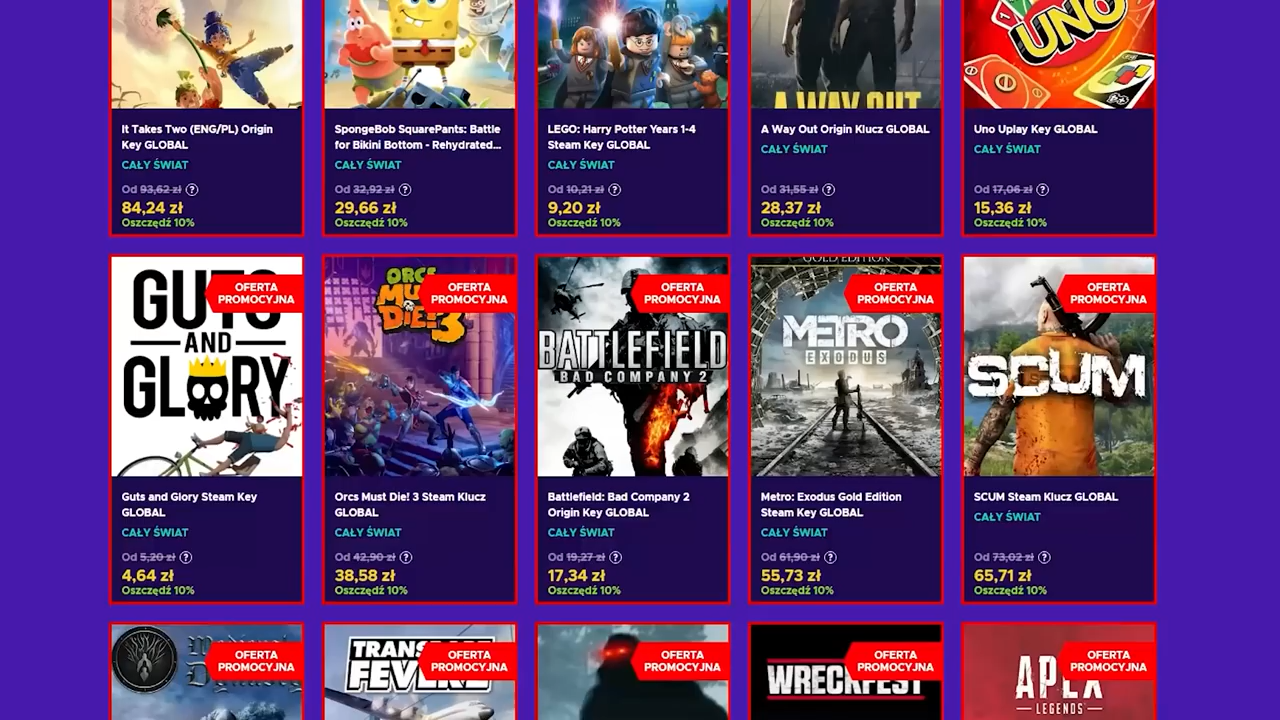 UNO
A WAY OUT
It Takes Two (ENG/PL) Origin
Key GLOBAL
CAŁY ŚWIAT
Od 93,62 zł ?
84,24 zł
Oszczędź 10%
SpongeBob SquarePants: Battle
for Bikini Bottom - Rehydrated...
CAŁY ŚWIAT
Od 32,92 zł ?
29,66 zł
Oszczędź 10%
LEGO: Harry Potter Years 1-4
Steam Key GLOBAL
CAŁY ŚWIAT
Od 10,21 zł ?
9,20 zł
Oszczędź 10%
A Way Out Origin Klucz GLOBAL
CAŁY ŚWIAT
Od 31,55 zł ?
28,37 zł
Oszczędź 10%
Uno Uplay Key GLOBAL
CAŁY ŚWIAT
Od 17,06 zł ?
15,36 zł
Oszczędź 10%
GUTS
AND
GLORY
OFERTA
PROMOCYJNA
Guts and Glory Steam Key
GLOBAL
CAŁY ŚWIAT
Od 5,20 zł ?
4,64 zł
Oszczędź 10%
ORCS
MUST
DIE! 3
OFERTA
PROMOCYJNA
Orcs Must Die! 3 Steam Klucz
GLOBAL
CAŁY ŚWIAT
Od 42,90 zł ?
38,58 zł
Oszczędź 10%
OFERTA
PROMOCYJNA
BATTLEFIELD
BAD COMPANY 2
Battlefield: Bad Company 2
Origin Key GLOBAL
CAŁY ŚWIAT
Od 19,27 zł ?
17,34 zł
Oszczędź 10%
GOLD EDITION
OFERTA
PROMOCYJNA
METRO
EXODUS
Metro: Exodus Gold Edition
Steam Key GLOBAL
CAŁY ŚWIAT
Od 61,90 zł ?
55,73 zł
Oszczędź 10%
OFERTA
PROMOCYJNA
SCUM
SCUM Steam Klucz GLOBAL
CAŁY ŚWIAT
Od 73,02 zł ?
65,71 zł
Oszczędź 10%
Medieval
Dynasty
OFERTA
PROMOCYJNA
TRANSPORT
FEVER 2
OFERTA
PROMOCYJNA
OFERTA
PROMOCYJNA
WRECKFEST
OFERTA
PROMOCYJNA
APEX
LEGENDS
OFERTA
PROMOCYJNA